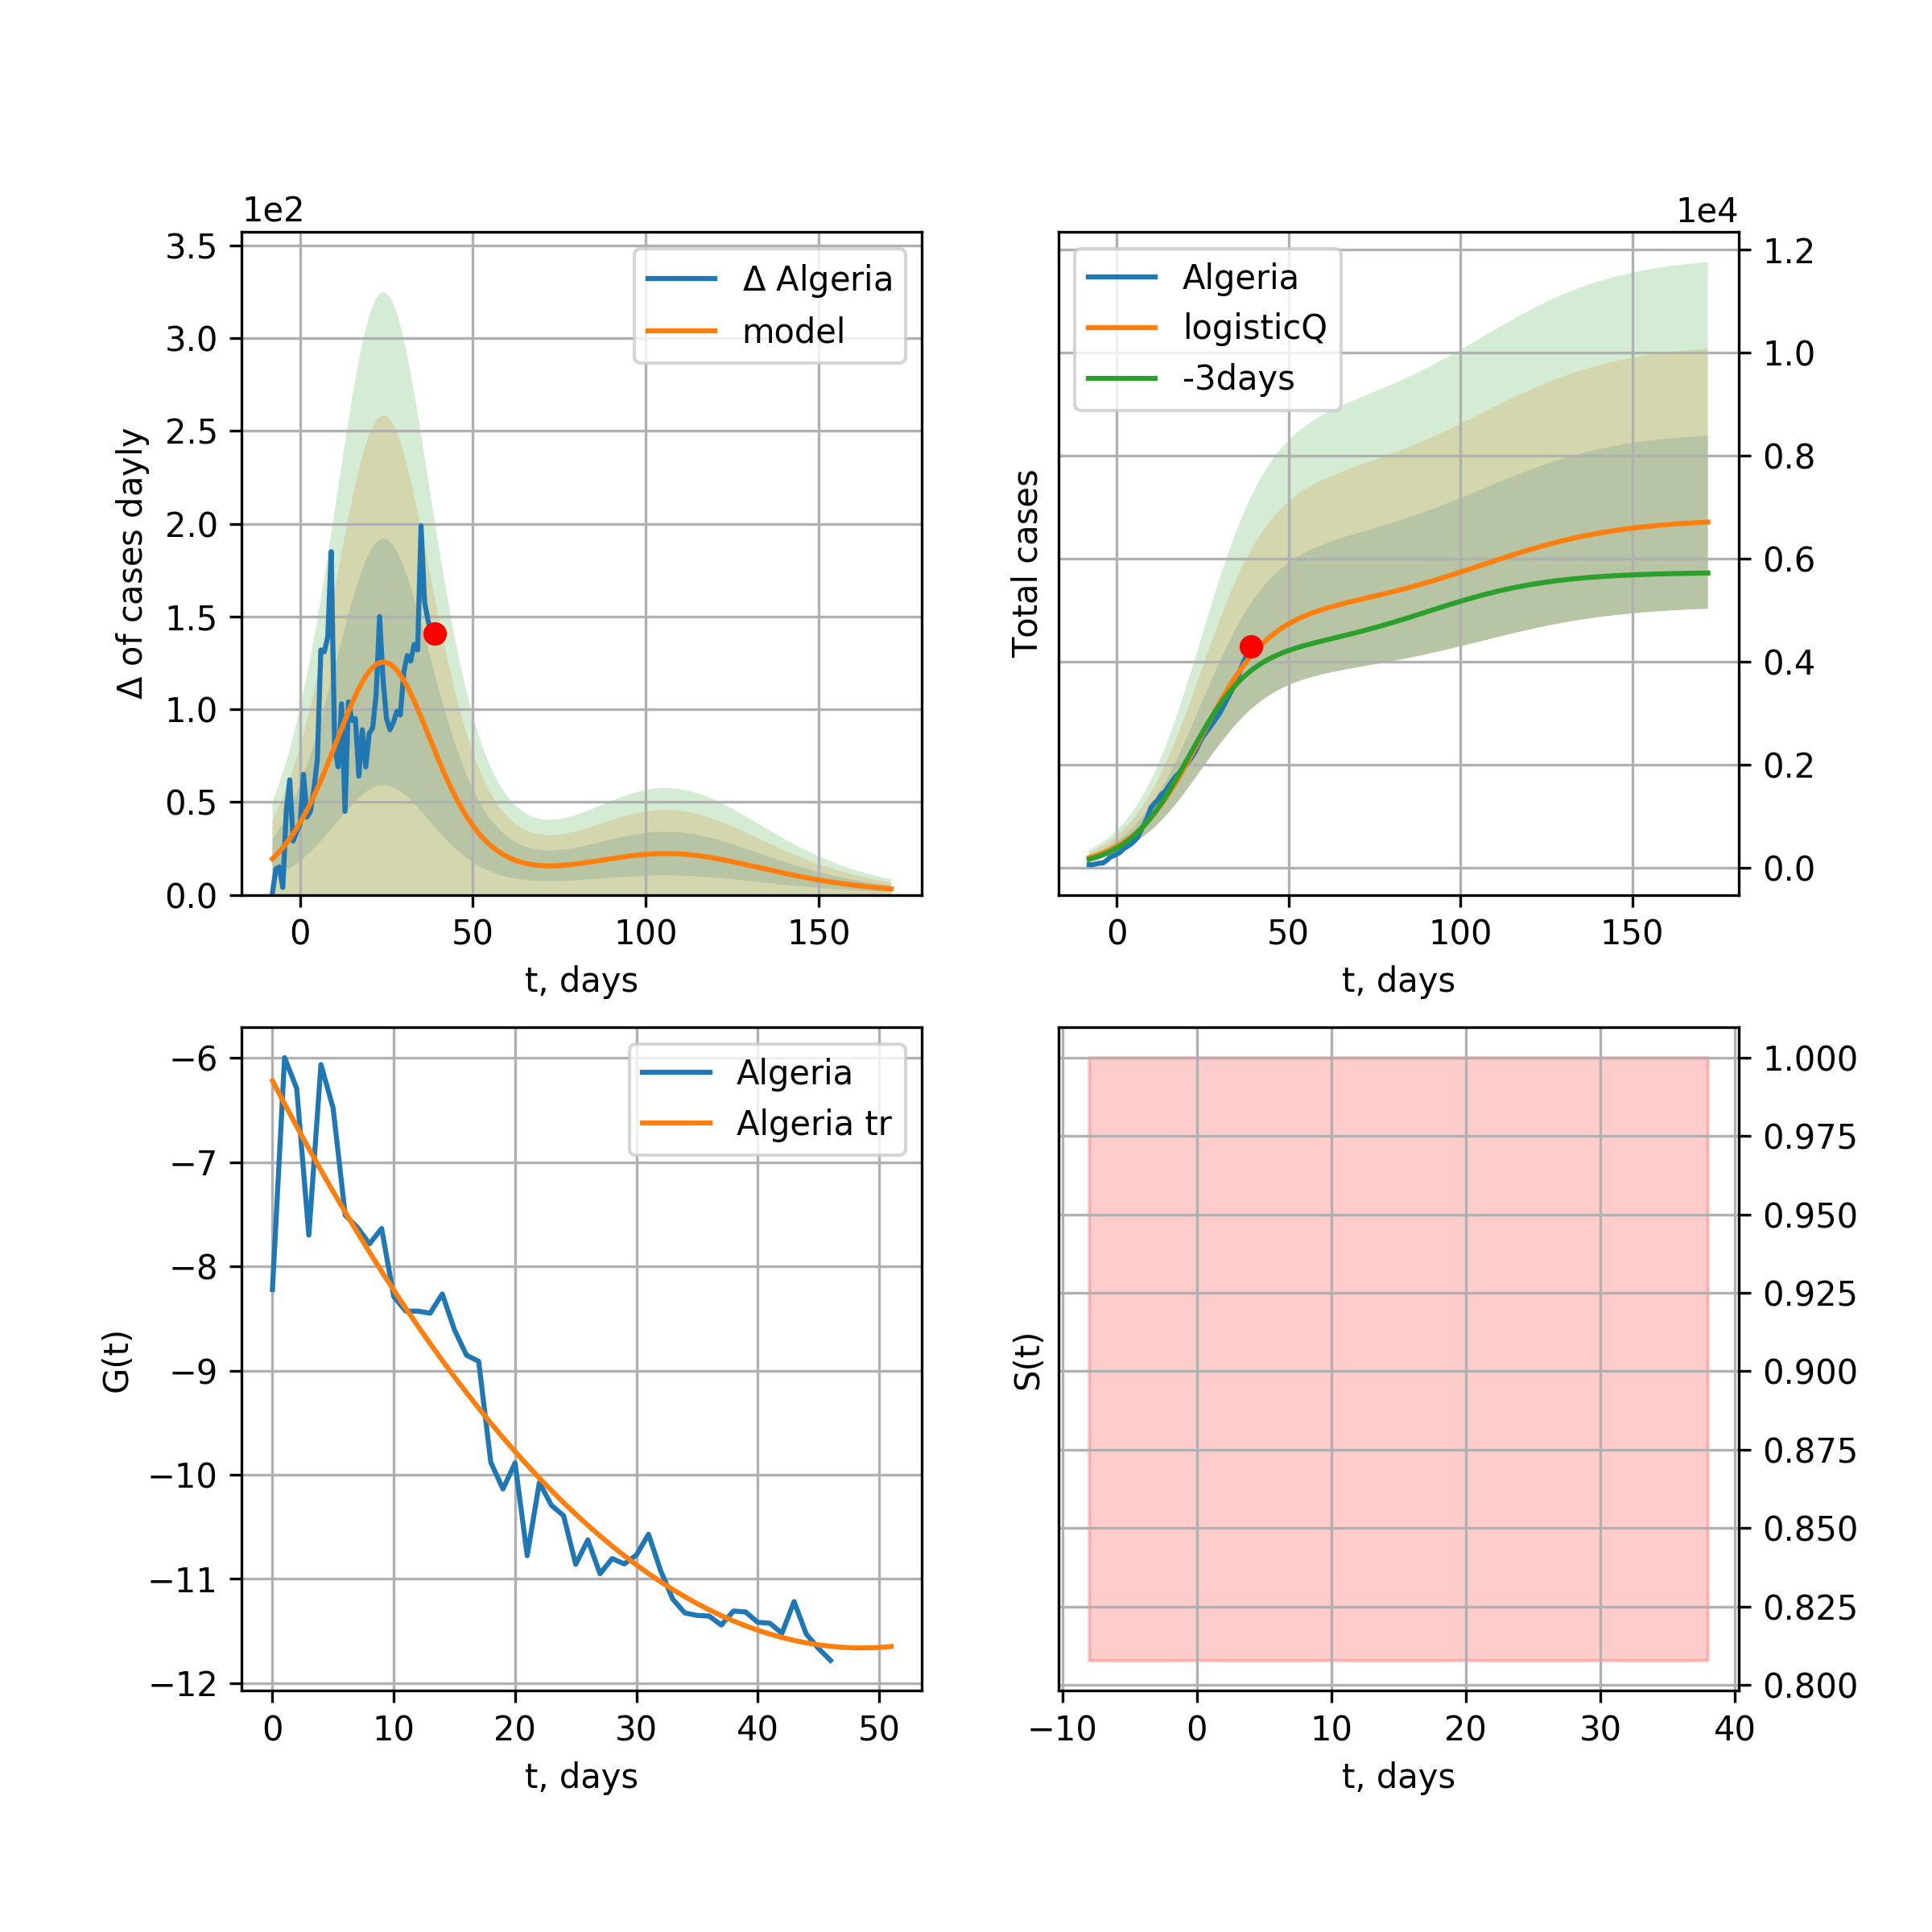 1e2
3.5
3.0
2.5
2.0
1.5
1.0
0.5
0.0
Δ of cases dayly
Δ Algeria
model
0 50 100 150
t, days
1e4
Algeria
logisticQ
-3days
1.2
1.0
0.8
0.6
0.4
0.2
0.0
Total cases
0 50 100 150
t, days
Algeria
Algeria tr
−6
−7
−8
−9
−10
−11
−12
G(t)
0 10 20 30 40 50
t, days
S(t)
1.000
0.975
0.950
0.925
0.900
0.875
0.850
0.825
0.800
−10 0 10 20 30 40
t, days